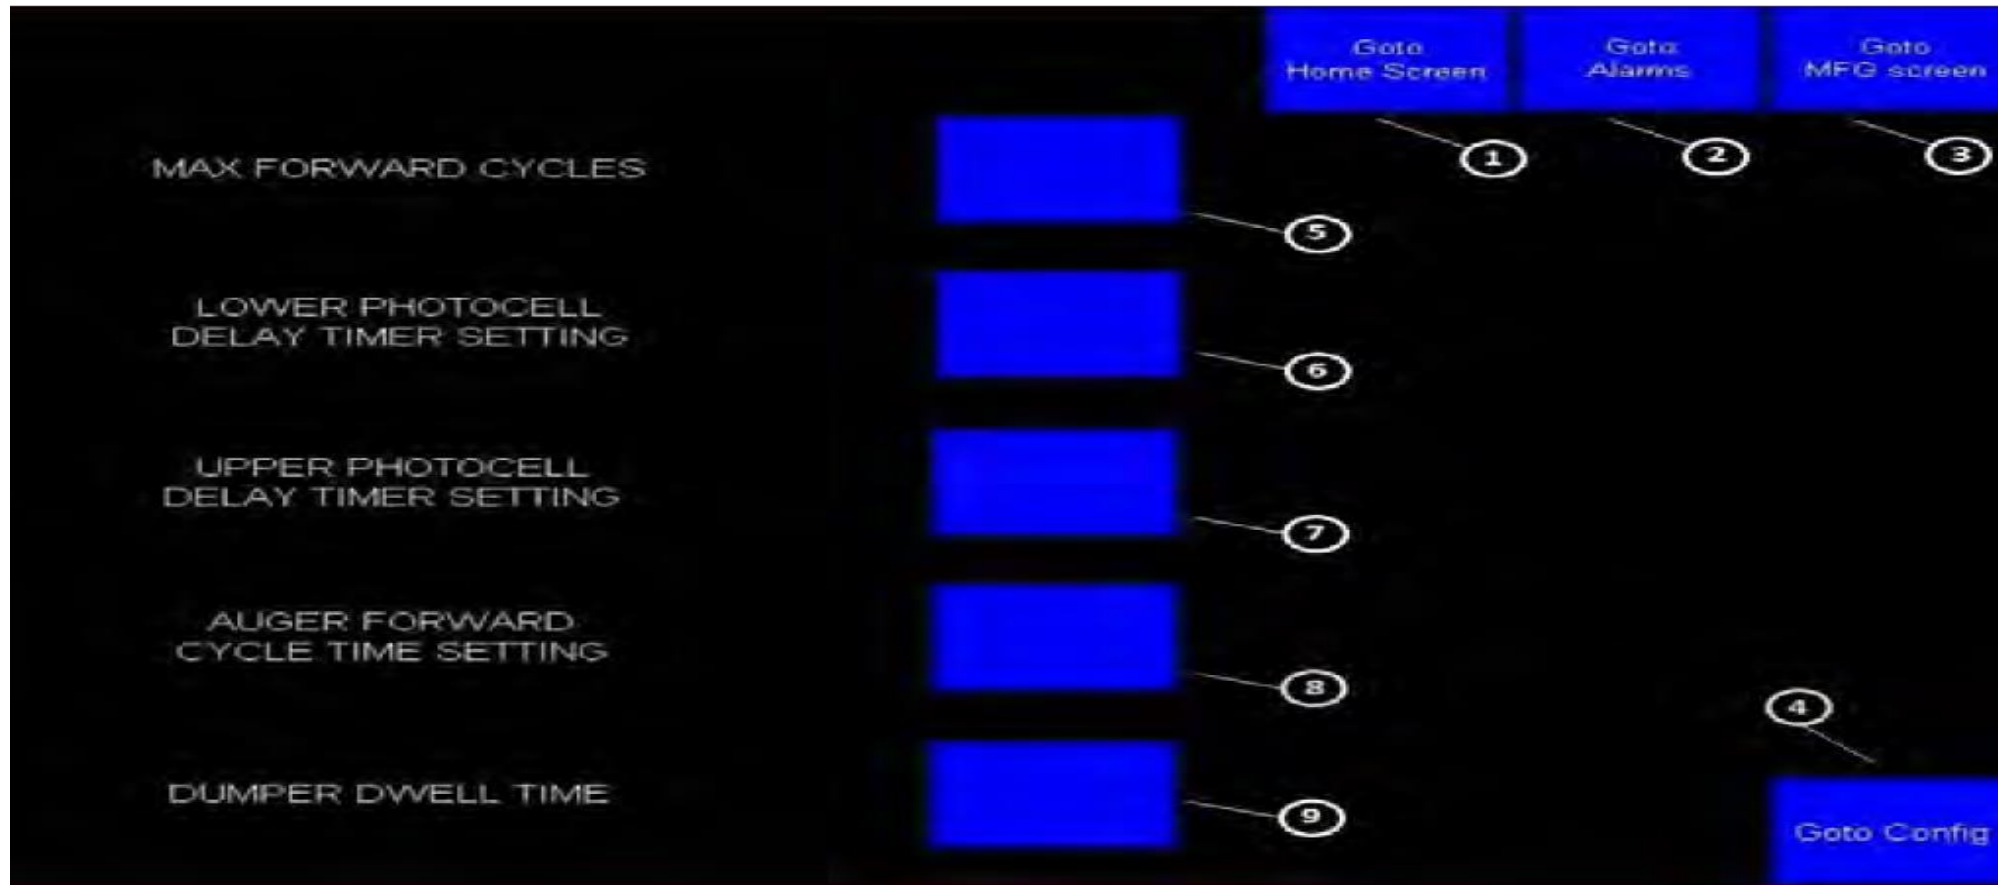 Goto
Home Screen
Goto
Alarms
Goto
MFG screen
1
2
3
MAX FORWARD CYCLES
5
LOWER PHOTOCELL
DELAY TIMER SETTING
6
UPPER PHOTOCELL
DELAY TIMER SETTING
7
AUGER FORWARD
CYCLE TIME SETTING
8
4
DUMPER DWELL TIME
9
Goto Config